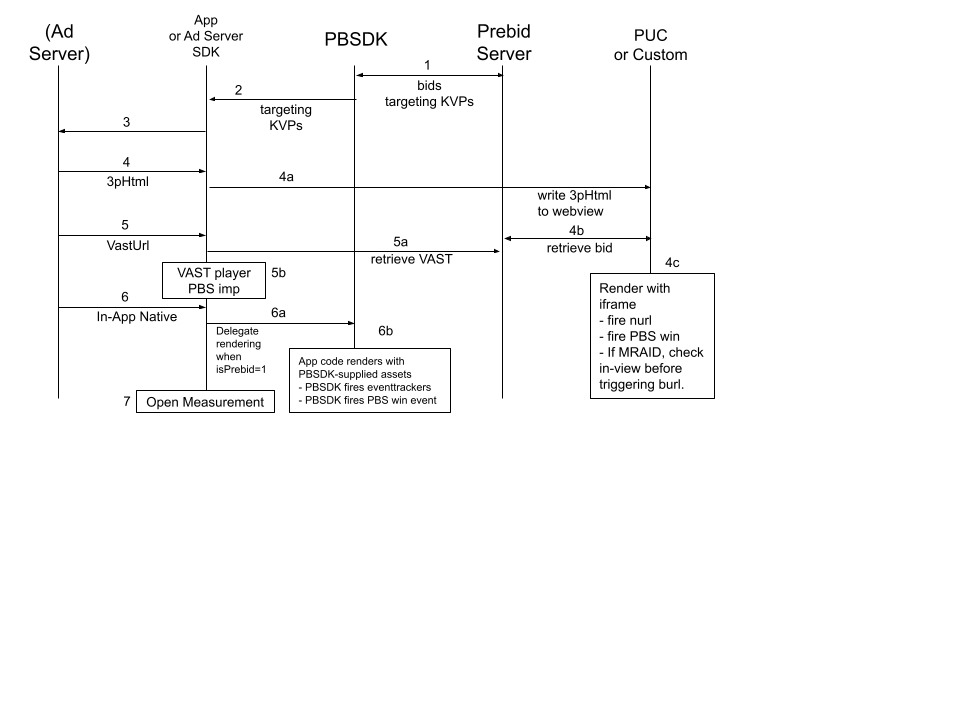 (Ad
Server)
App
or Ad Server
SDK
PBSDK
Prebid
Server
PUC
or Custom
1
bids
targeting KVPs
2
targeting
KVPs
3
4
3pHtml
4a
write 3pHtml
to webview
4b
retrieve bid
4c
Render with
iframe
- fire nurl
- fire PBS win
- If MRAID, check
in-view before
triggering burl.
5
VastUrl
5a
retrieve VAST
VAST player
PBS imp
5b
6
In-App Native
6a
Delegate
rendering
when
isPrebid=1
6b
App code renders with
PBSDK-supplied assets
- PBSDK fires eventtrackers
- PBSDK fires PBS win event
7
Open Measurement